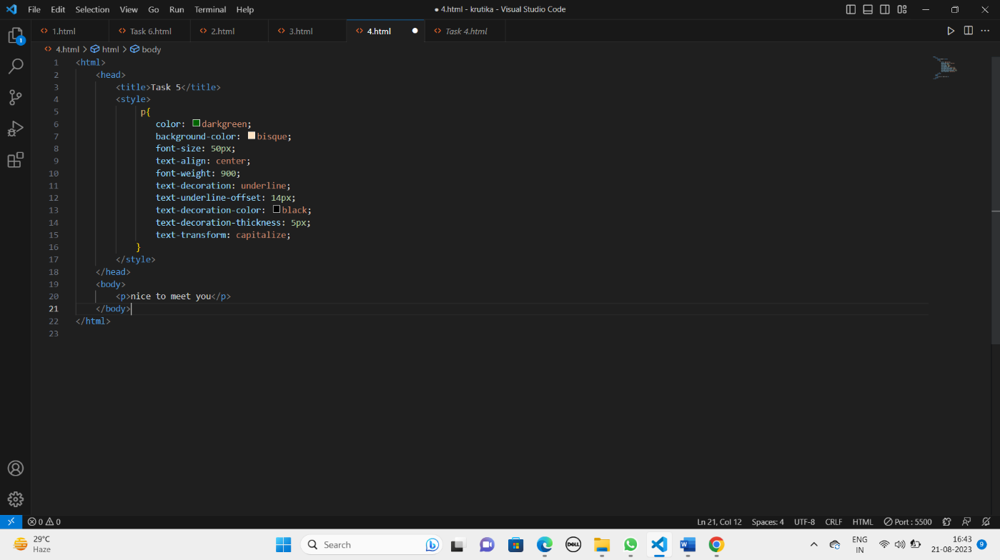 File Edit Selection View Go Run Terminal Help
● 4.html - krutika - Visual Studio Code
1.html Task 6.html 2.html 3.html 4.html Task 4.html
4.html > html > body
1 <html>
2 <head>
3 <title>Task 5</title>
4 <style>
5 p{
6 color: darkgreen;
7 background-color: bisque;
8 font-size: 50px;
9 text-align: center;
10 font-weight: 900;
11 text-decoration: underline;
12 text-underline-offset: 14px;
13 text-decoration-color: black;
14 text-decoration-thickness: 5px;
15 text-transform: capitalize;
16 }
17 </style>
18 </head>
19 <body>
20 <p>nice to meet you</p>
21 </body>
22 </html>
23
1
0 0 Ln 21, Col 12 Spaces: 4 UTF-8 CRLF HTML Port : 5500
29°C
Haze
Search
DELL
W
ENG
IN
16:43
21-08-2023
9